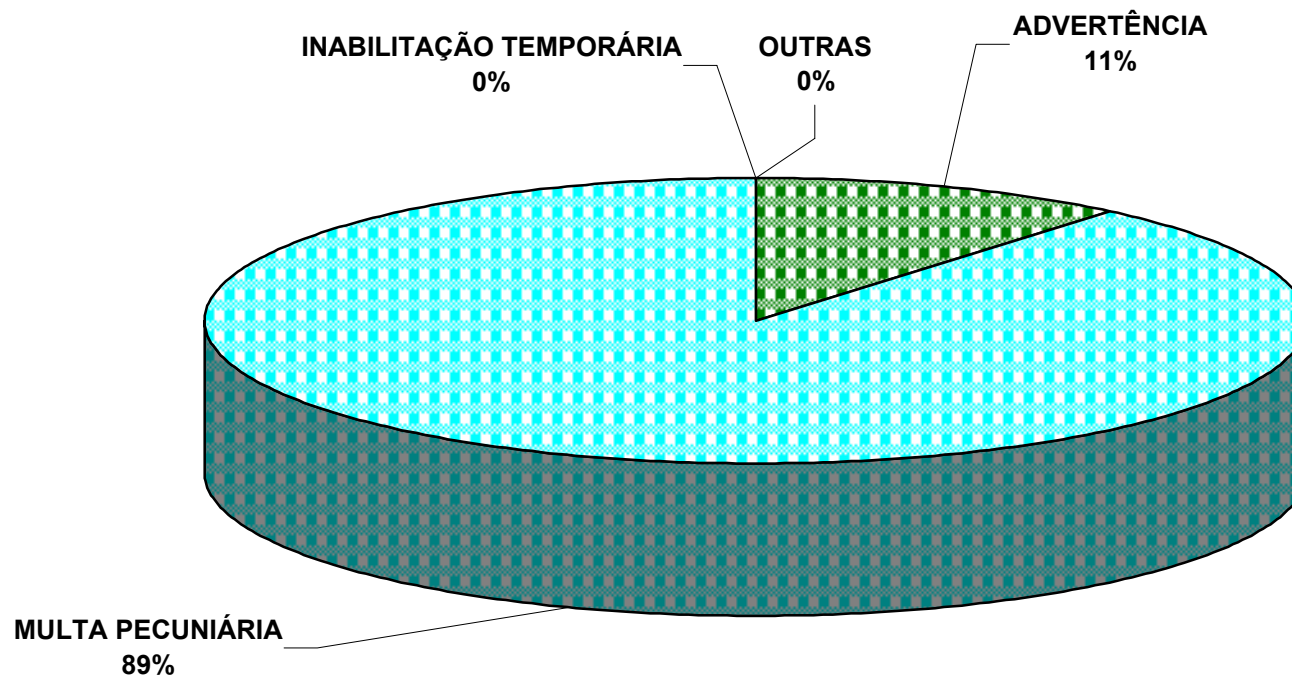 INABILITAÇÃO TEMPORÁRIA
0%
OUTRAS
0%
ADVERTÊNCIA
11%
MULTA PECUNIÁRIA
89%